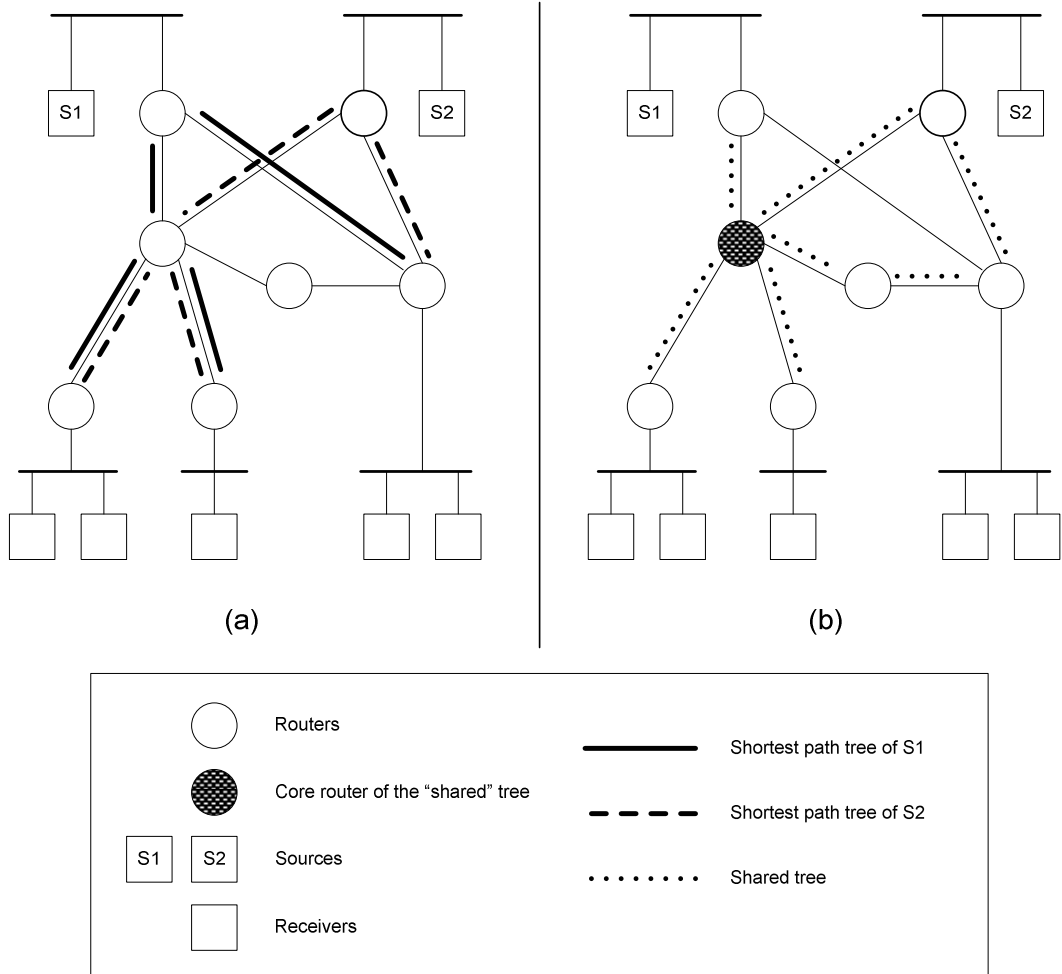 S1
S2
S1
S2
(a)
(b)
Routers
Core router of the “shared” tree
S1
S2
Sources
Receivers
Shortest path tree of S1
Shortest path tree of S2
Shared tree